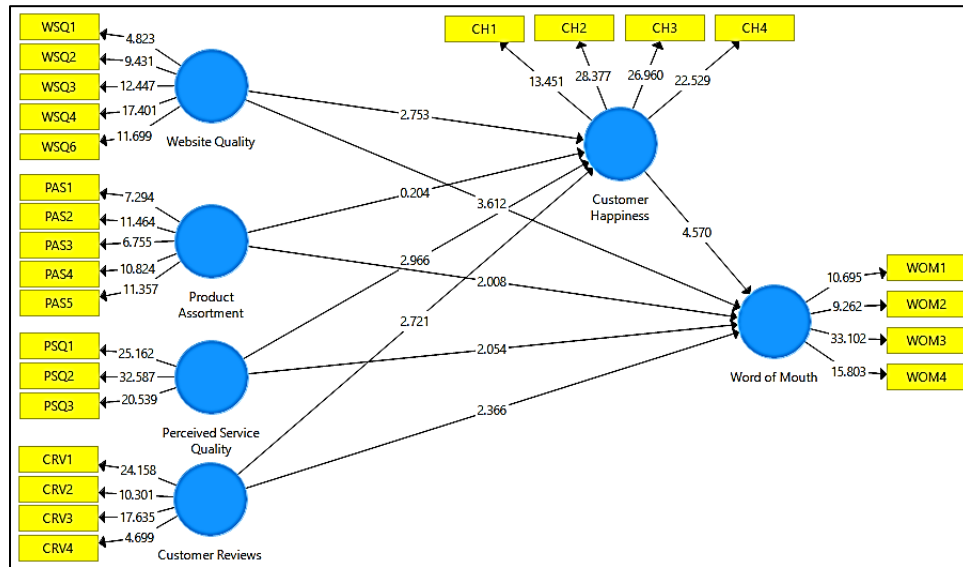 WSQ1
WSQ2
WSQ3
WSQ4
WSQ6
4.823
9.431
12.447
17.401
11.699
Website Quality
PAS1
PAS2
PAS3
PAS4
PAS5
7.294
11.464
6.755
10.824
11.357
Product
Assortment
PSQ1
PSQ2
PSQ3
25.162
32.587
20.539
Perceived Service
Quality
CRV1
CRV2
CRV3
CRV4
24.158
10.301
17.635
4.699
Customer Reviews
2.753
0.204
3.612
2.966
2.008
2.721
2.054
2.366
4.570
CH1
CH2
CH3
CH4
13.451
28.377
26.960
22.529
Customer
Happiness
WOM1
WOM2
WOM3
WOM4
10.695
9.262
33.102
15.803
Word of Mouth